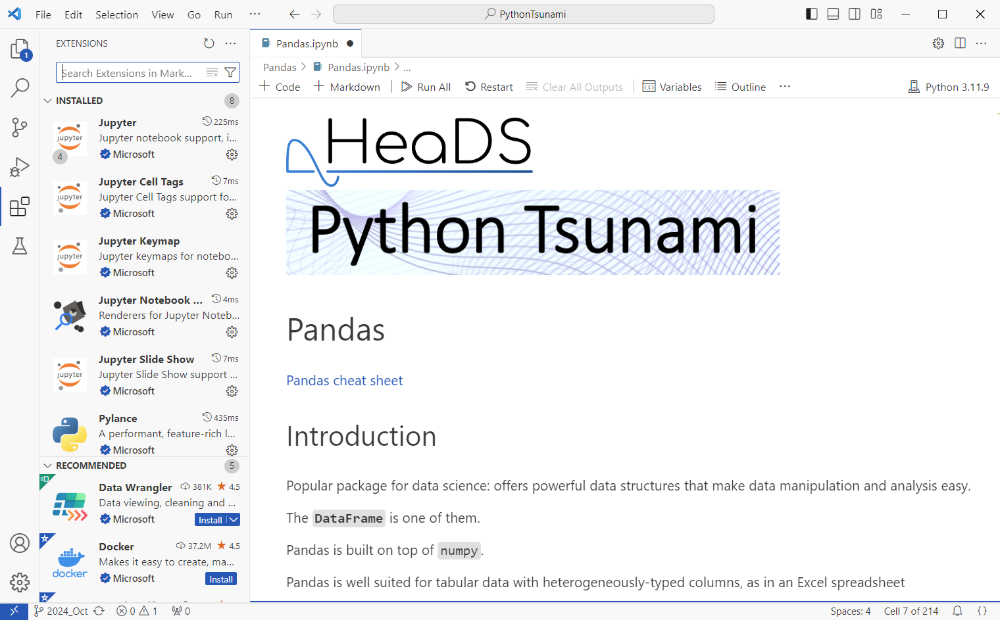 File Edit Selection View Go Run ... PythonTsunami
EXTENSIONS
Search Extensions in Mark...
INSTALLED 8
Jupyter 225ms
Jupyter notebook support, i...
Microsoft
4
Jupyter Cell Tags 7ms
Jupyter Cell Tags support fo...
Microsoft
Jupyter Keymap
Jupyter keymaps for notebo...
Microsoft
Jupyter Notebook ... 4ms
Renderers for Jupyter Noteb...
Microsoft
Jupyter Slide Show 7ms
Jupyter Slide Show support ...
Microsoft
Pylance 435ms
A performant, feature-rich l...
Microsoft
RECOMMENDED 5
Data Wrangler 381K 4.5
Data viewing, cleaning and ...
Microsoft Install
Docker 37.2M 4.5
Makes it easy to create, ma...
Microsoft Install
1
jupyter
jupyter
jupyter
jupyter
docker
Pandas.ipynb
Pandas > Pandas.ipynb > ...
Code Markdown Run All Restart Clear All Outputs Variables Outline ... Python 3.11.9
HeaDS
Python Tsunami
Pandas
Pandas cheat sheet
Introduction
Popular package for data science: offers powerful data structures that make data manipulation and analysis easy.
The DataFrame is one of them.
Pandas is built on top of numpy.
Pandas is well suited for tabular data with heterogeneously-typed columns, as in an Excel spreadsheet
2024_Oct 0 1 0 Spaces: 4 Cell 7 of 214